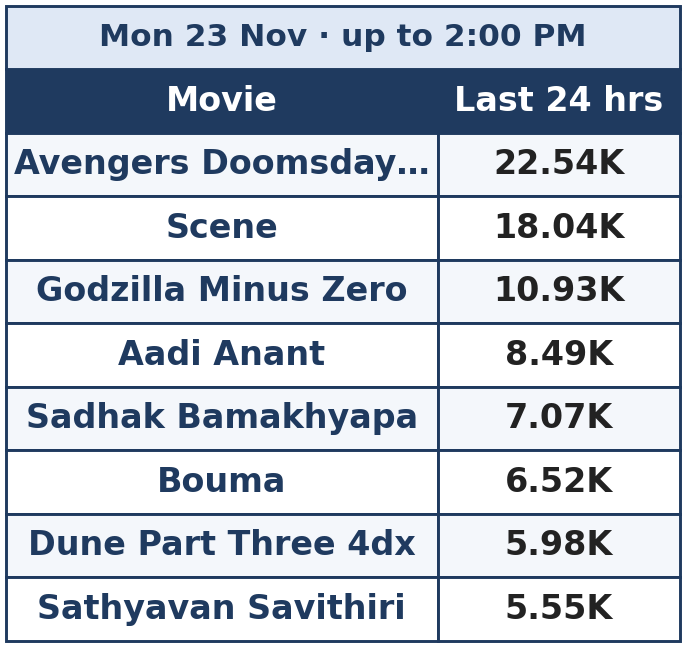 Mon 23 Nov · up to 2:00 PM
Movie Last 24 hrs
Avengers Doomsday... 22.54K
Scene 18.04K
Godzilla Minus Zero 10.93K
Aadi Anant 8.49K
Sadhak Bamakhyapa 7.07K
Bouma 6.52K
Dune Part Three 4dx 5.98K
Sathyavan Savithiri 5.55K